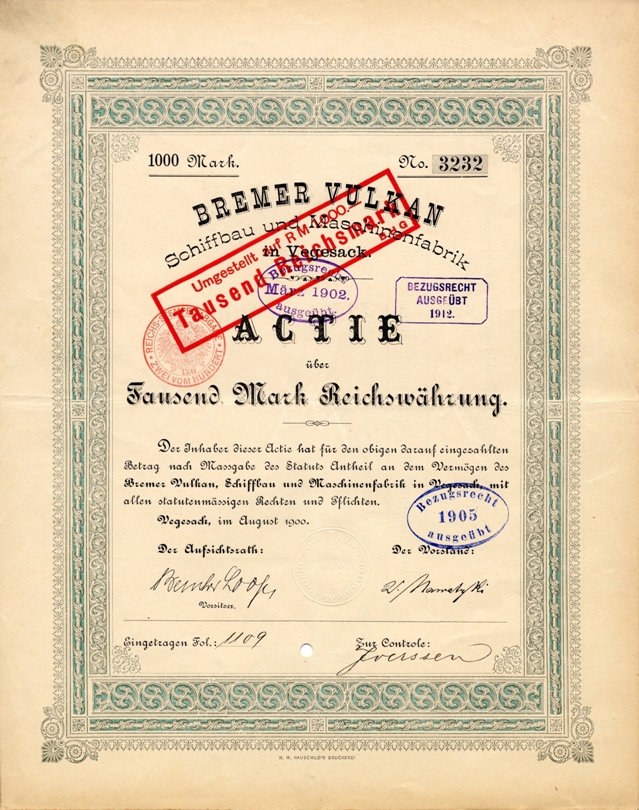 1000 Mark.
No. 3232
BREMER VULKAN
Schiffbau und Maschinenfabrik
in Vegesack.
Umgestellt auf RM 1000.-
Tausend Reichsmark
Bezugsrecht
März 1902.
ausgeübt
BEZUGSRECHT
AUSGEÜBT
1912.
ZWEI VOM HUNDERT
ACTIE
über
Tausend Mark Reichswährung.
Der Inhaber dieser Actie hat für den obigen darauf eingezahlten
Betrag nach Massgabe des Statuts Antheil an dem Vermögen des
Bremer Vulkan, Schiffbau und Maschinenfabrik in Vegesack, mit
allen statutenmässigen Rechten und Pflichten.
Vegesack, im August 1900.
Bezugsrecht
1905
ausgeübt
Der Aufsichtsrath:
Der Vorstand:
Vorsitzer.
Eingetragen Fol.: 1109
Zur Controle:
H. M. HAUSCHILD'S DRUCKEREI